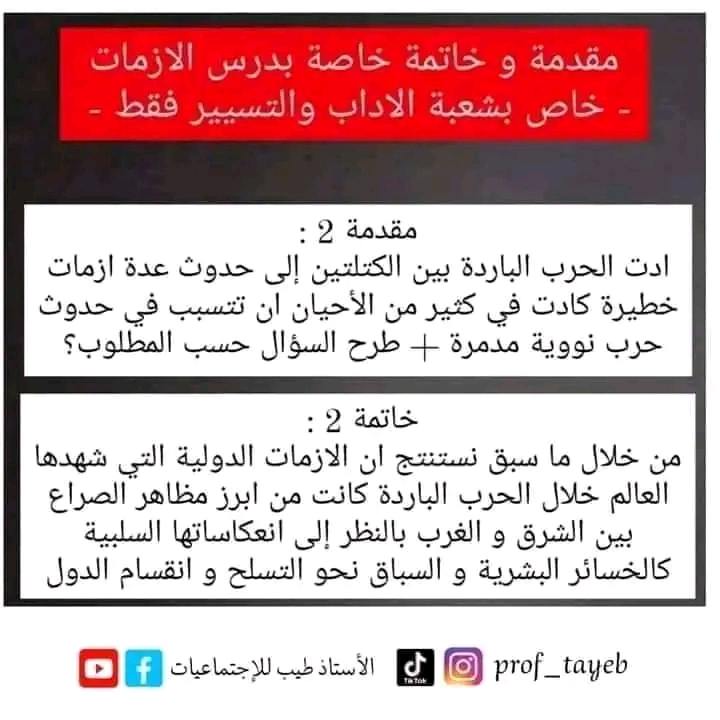 مقدمة و خاتمة خاصة بدرس الازمات
- خاص بشعبة الاداب والتسيير فقط -
مقدمة 2 :
ادت الحرب الباردة بين الكتلتين إلى حدوث عدة ازمات
خطيرة كادت في كثير من الأحيان ان تتسبب في حدوث
حرب نووية مدمرة + طرح السؤال حسب المطلوب؟
خاتمة 2 :
من خلال ما سبق نستنتج ان الازمات الدولية التي شهدها
العالم خلال الحرب الباردة كانت من ابرز مظاهر الصراع
بين الشرق و الغرب بالنظر إلى انعكاساتها السلبية
كالخسائر البشرية و السباق نحو التسلح و انقسام الدول
الأستاذ طيب للإجتماعيات
TikTok
prof_tayeb